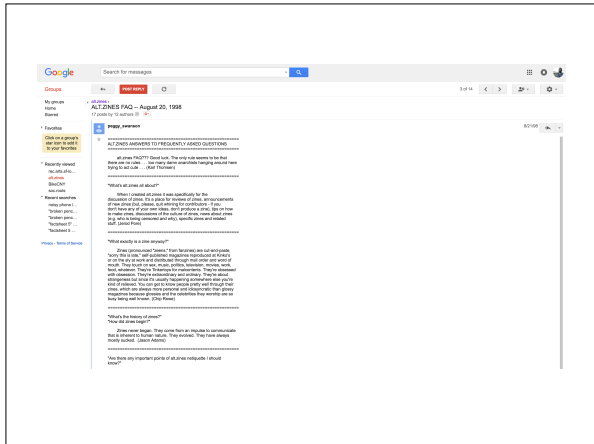 Google
Search for messages
Groups
POST REPLY
3 of 14
My groups
Home
Starred
Favorites
Click on a group's
star icon to add it
to your favorites
Recently viewed
rec.arts.sf-lo…
alt.zines
BikeCNY
soc.motss
Recent searches
"noisy phone l…
"broken penc…
"broken penc…
"factsheet 5" …
"factsheet 5 …
Privacy - Terms of Service
alt.zines ›
ALT.ZINES FAQ -- August 20, 1998
17 posts by 12 authors
peggy_swanson
8/21/98
ALT.ZINES ANSWERS TO FREQUENTLY ASKED QUESTIONS
alt.zines FAQ??? Good luck. The only rule seems to be that
there are no rules . . . too many damn anarchists hanging around here
trying to act cute . . . (Karl Thomsen)
"What's alt.zines all about?"
When I created alt.zines it was specifically for the
discussion of zines. It's a place for reviews of zines, announcements
of new zines (but, please, quit whining for contributors - if you
don't have any of your own ideas, don't produce a zine), tips on how
to make zines, discussions of the culture of zines, news about zines
(e.g. who is being censored and why), specific zines and related
stuff. (Jerod Pore)
"What exactly is a zine anyway?"
Zines (pronounced "zeens," from fanzines) are cut-and-paste,
"sorry this is late," self-published magazines reproduced at Kinko's
or on the sly at work and distributed through mail order and word of
mouth. They touch on sex, music, politics, television, movies, work,
food, whatever. They're Tinkertoys for malcontents. They're obsessed
with obsession. They're extraordinary and ordinary. They're about
strangeness but since it's usually happening somewhere else you're
kind of relieved. You can get to know people pretty well through their
zines, which are always more personal and idiosyncratic than glossy
magazines because glossies and the celebrities they worship are so
busy being well known. (Chip Rowe)
"What's the history of zines?"
"How did zines begin?"
Zines never began. They come from an impulse to communicate
that is inherent to human nature. They evolved. They have always
mostly sucked. (Jason Adams)
"Are there any important points of alt.zines netiquette I should
know?"